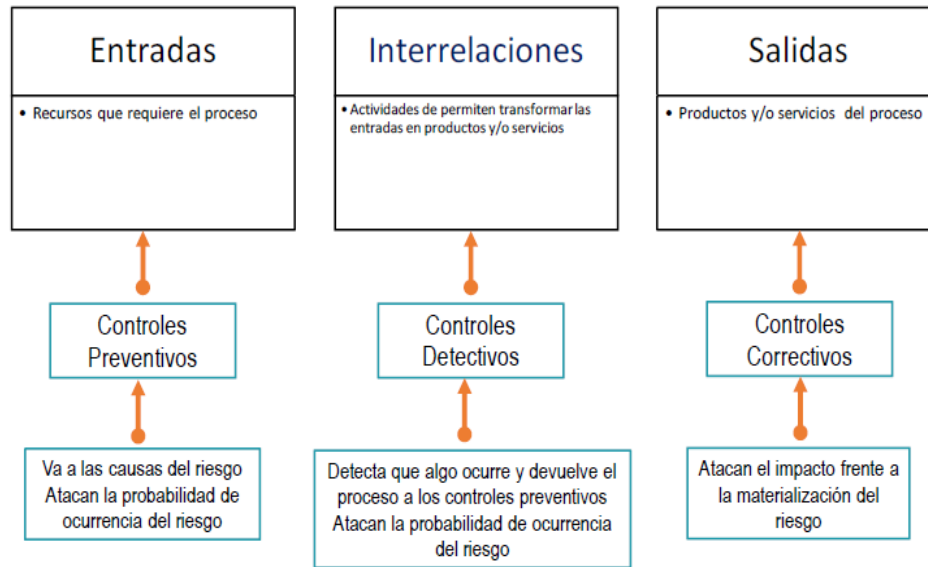 Entradas
• Recursos que requiere el proceso
Interrelaciones
• Actividades de permiten transformar las
entradas en productos y/o servicios
Salidas
• Productos y/o servicios del proceso
Controles
Preventivos
Controles
Detectivos
Controles
Correctivos
Va a las causas del riesgo
Atacan la probabilidad de
ocurrencia del riesgo
Detecta que algo ocurre y devuelve el
proceso a los controles preventivos
Atacan la probabilidad de ocurrencia
del riesgo
Atacan el impacto frente a
la materialización del
riesgo